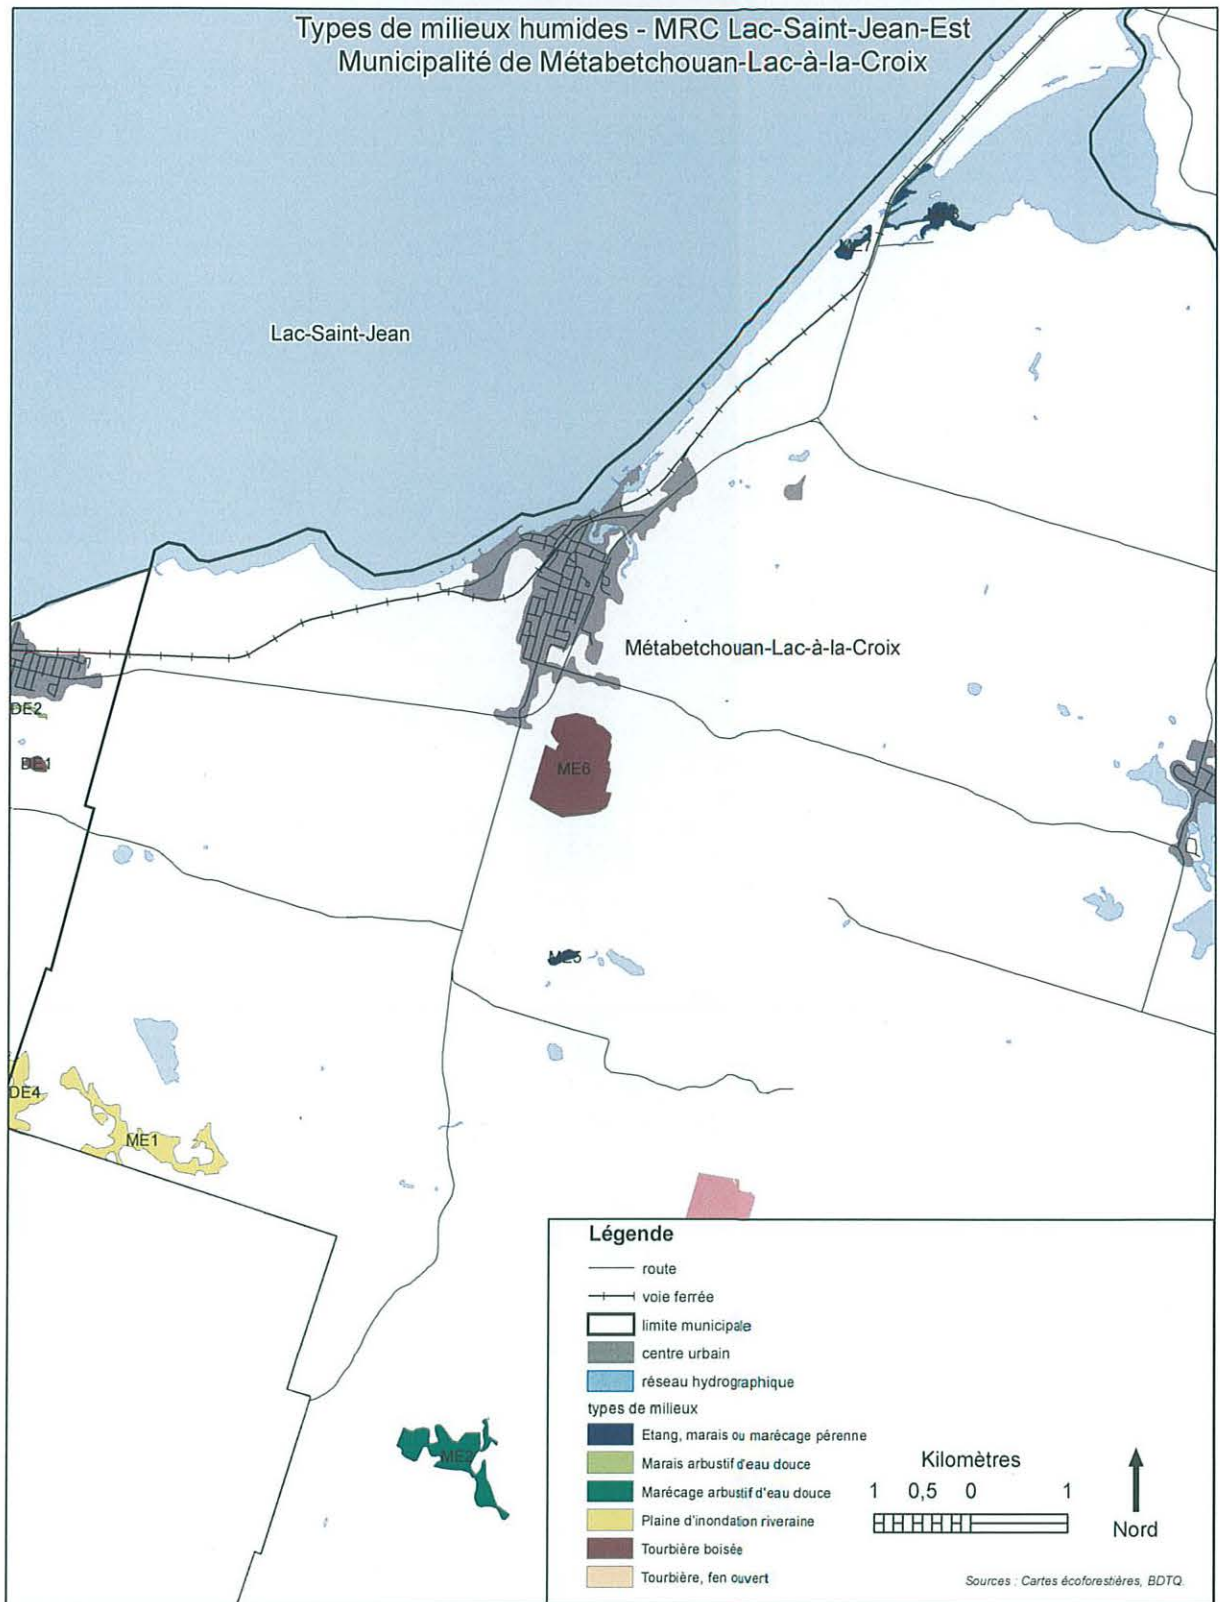 Types de milieux humides - MRC Lac-Saint-Jean-Est
Municipalité de Métabetchouan-Lac-à-la-Croix
ME7
Lac-Saint-Jean
Métabetchouan-Lac-à-la-Croix
DE2
DE1
ME6
ME5
DE4
ME1
ME2
Légende
route
voie ferrée
limite municipale
centre urbain
réseau hydrographique
types de milieux
Etang, marais ou marécage pérenne
Marais arbustif d'eau douce
Marécage arbustif d'eau douce
Plaine d'inondation riveraine
Tourbière boisée
Tourbière, fen ouvert
Kilomètres
1 0,5 0 1
Nord
Sources : Cartes écoforestières, BDTQ.